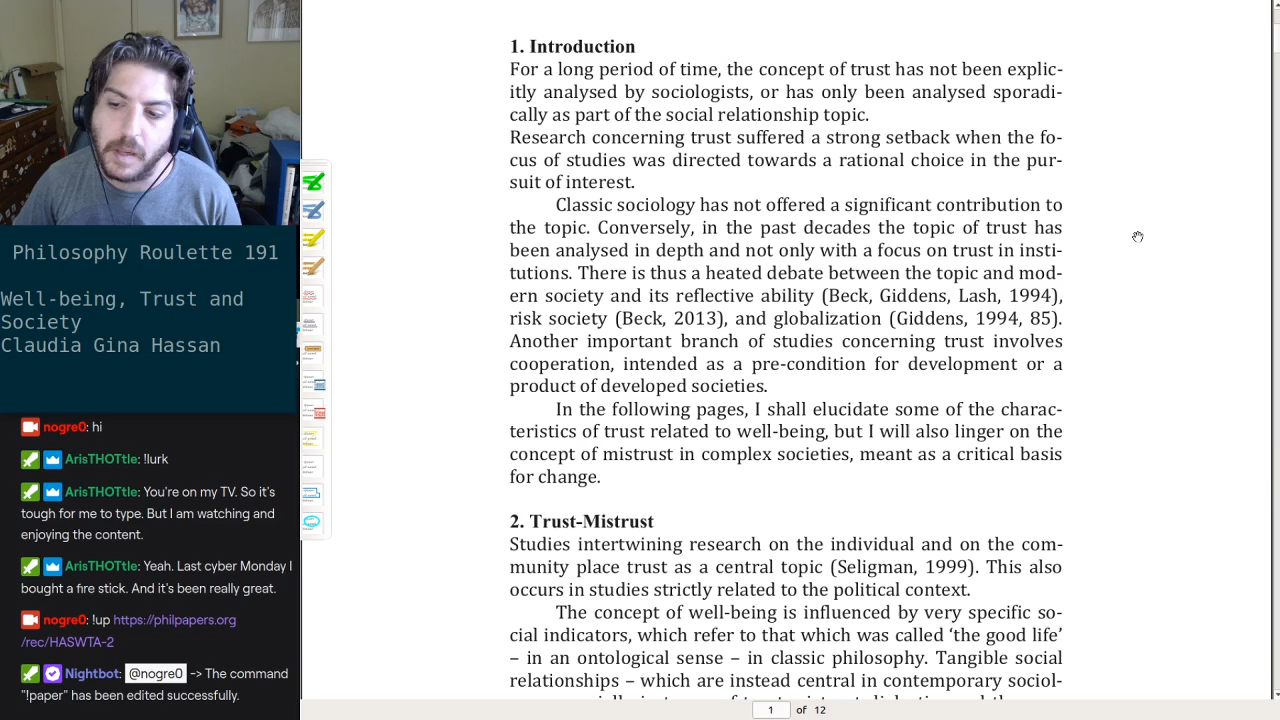 Philosophy Roulette 191
Well-being, Trust and
Society
Claudia Gina Hassan
nogre0: hi
ArisTHOTtle: !lurk
ArisTHOTtle: You're on my TV. So it's
tough for me to type. But I am watching and
enjoying the content.
ArisTHOTtle: Yeah. Last cyber Monday I
bought a fire stick. And it's been really great.
nogre0: !up https://philpapers.org
/rec/HASWTA-2
Nightbot: @nogre0 -> The command
"!paper" has been edited successfully.
1. Introduction
For a long period of time, the concept of trust has not been explic-
itly analysed by sociologists, or has only been analysed sporadi-
cally as part of the social relationship topic.
Research concerning trust suffered a strong setback when the fo-
cus of studies was directed towards a rational choice in the pur-
suit of interest.
Classic sociology has not offered a significant contribution to
the topic. Conversely, in the past decades the topic of trust has
been analysed in depth and not only with a focus on trust in insti-
tutions. There is thus a heated debate between the topic and mod-
ernity and its reflexive ability (Beck, Giddens, Lash 1994),
risk society (Beck 2013) and globalization (Giddens, 1990:35).
Another important branch of studies concerning trust involves
cooperation, intended as a pre-condition for development or a
product of developed societies.
In the following pages I shall delineate some of the charac-
teristics of trust related to well-being, but I will also linger on the
concept of mistrust in complex societies, meant as a critical basis
for change.
2. Trust-Mistrust
Studies intertwining research on the individual and on the com-
munity place trust as a central topic (Seligman, 1999). This also
occurs in studies strictly related to the political context.
The concept of well-being is influenced by very specific so-
cial indicators, which refer to that which was called ‘the good life’
– in an ontological sense – in classic philosophy. Tangible social
relationships – which are instead central in contemporary sociol-
1 of 12